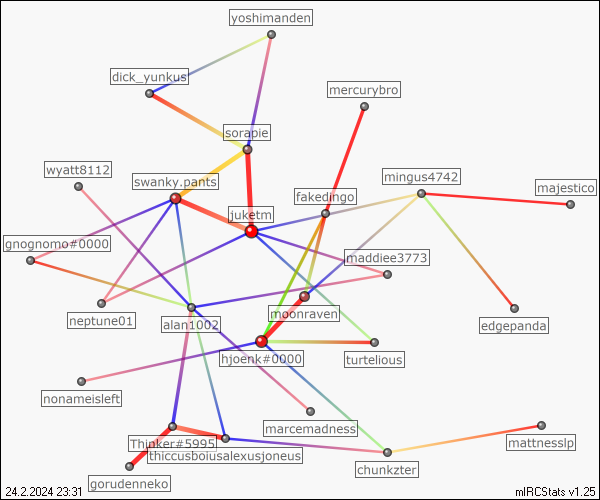 yoshimanden
dick_yunkus
mercurybro
sorapie
wyatt8112
swanky.pants
mingus4742
fakedingo
majestico
juketm
gnognomo#0000
maddiee3773
neptune01
alan1002
moonraven
edgepanda
hjoenk#0000
turtelious
nonameisleft
marcemadness
Thinker#5995
mattnesslp
thiccusboiusalexusjoneus
chunkzter
gorudenneko
24.2.2024 23:31
mIRCStats v1.25